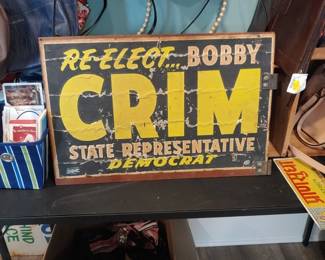 RE-ELECT... BOBBY
CRIM
STATE REPRESENTATIVE
DEMOCRAT